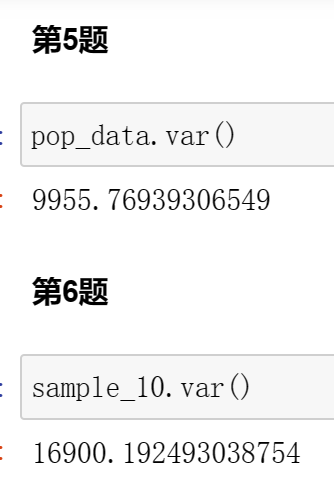 第5题
:
pop_data.var()
:
9955.76939306549
第6题
:
sample_10.var()
:
16900.192493038754